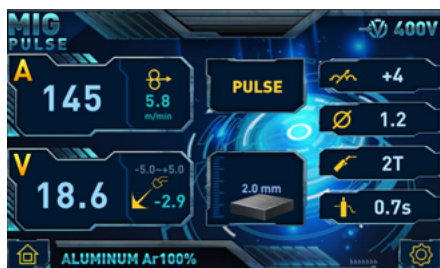 MIG
PULSE
400V
A
145
5.8
m/min
PULSE
+4
1.2
V
18.6
-5.0~+5.0
-2.9
2.0 mm
2T
0.7s
ALUMINUM Ar100%